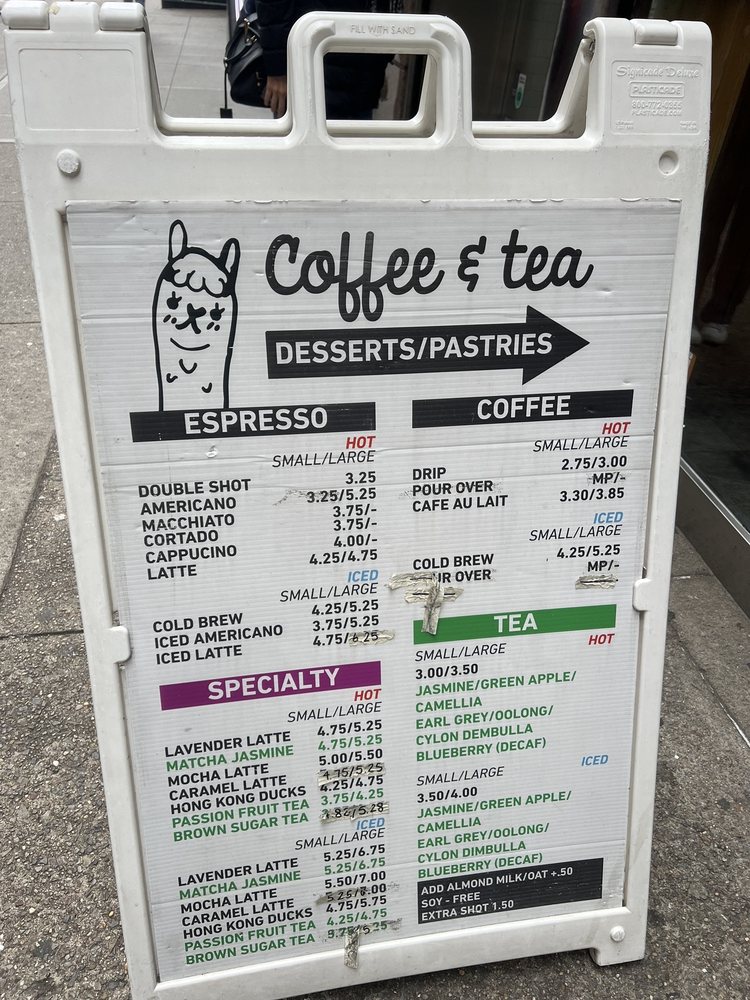 FILL WITH SAND
Signicade Deluxe
PLASTICADE
800-772-0355
PLASTICADE.COM
Coffee & tea
DESSERTS/PASTRIES
ESPRESSO
HOT
SMALL/LARGE
DOUBLE SHOT 3.25
AMERICANO 3.25/5.25
MACCHIATO 3.75/-
CORTADO 3.75/-
CAPPUCINO 4.00/-
LATTE 4.25/4.75
ICED
SMALL/LARGE
COLD BREW 4.25/5.25
ICED AMERICANO 3.75/5.25
ICED LATTE 4.75/6.25
SPECIALTY
HOT
SMALL/LARGE
LAVENDER LATTE 4.75/5.25
MATCHA JASMINE 4.75/5.25
MOCHA LATTE 5.00/5.50
CARAMEL LATTE 4.75/5.25
HONG KONG DUCKS 4.25/4.75
PASSION FRUIT TEA 3.75/4.25
BROWN SUGAR TEA
ICED
SMALL/LARGE
LAVENDER LATTE 5.25/6.75
MATCHA JASMINE 5.25/6.75
MOCHA LATTE 5.50/7.00
CARAMEL LATTE
HONG KONG DUCKS 4.75/5.75
PASSION FRUIT TEA 4.25/4.75
BROWN SUGAR TEA
COFFEE
HOT
SMALL/LARGE
DRIP 2.75/3.00
POUR OVER MP/-
CAFE AU LAIT 3.30/3.85
ICED
SMALL/LARGE
COLD BREW 4.25/5.25
UR OVER MP/-
TEA
HOT
SMALL/LARGE
3.00/3.50
JASMINE/GREEN APPLE/
CAMELLIA
EARL GREY/OOLONG/
CYLON DEMBULLA
BLUEBERRY (DECAF)
ICED
SMALL/LARGE
3.50/4.00
JASMINE/GREEN APPLE/
CAMELLIA
EARL GREY/OOLONG/
CYLON DIMBULLA
BLUEBERRY (DECAF)
ADD ALMOND MILK/OAT +.50
SOY - FREE
EXTRA SHOT 1.50